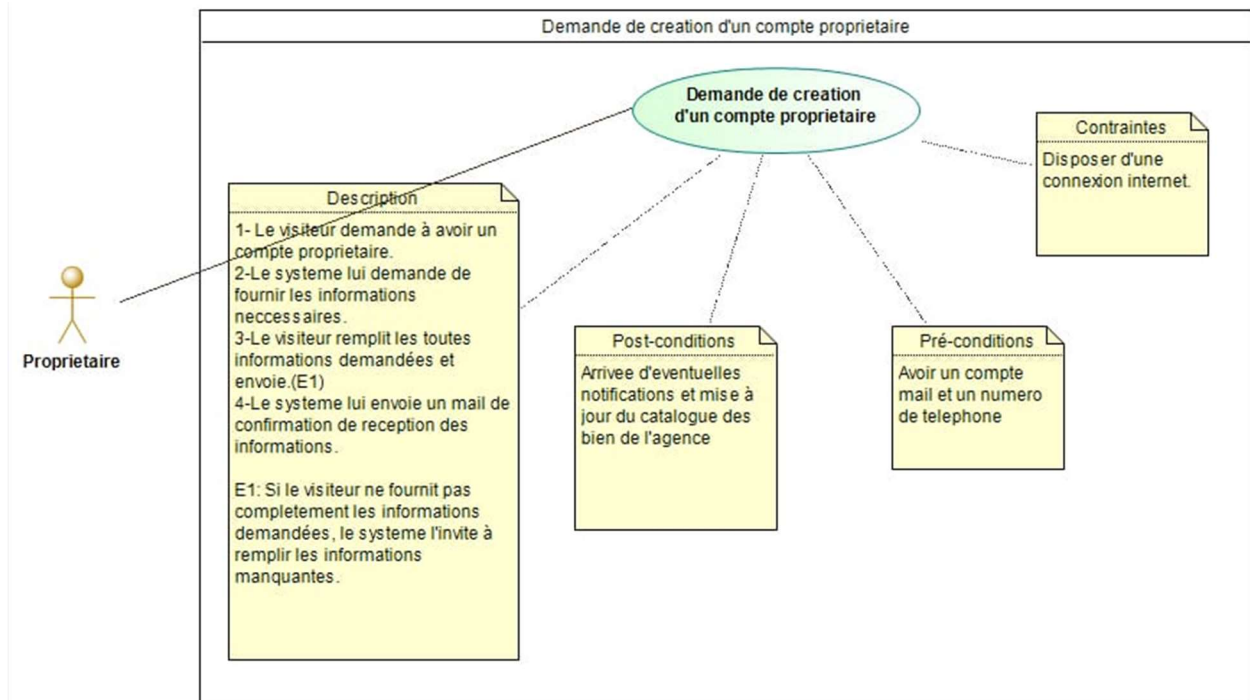 Demande de creation d'un compte proprietaire
Demande de creation
d'un compte proprietaire
Contraintes
Disposer d'une
connexion internet.
Description
1- Le visiteur demande à avoir un
compte proprietaire.
2-Le systeme lui demande de
fournir les informations
neccessaires.
3-Le visiteur remplit les toutes
informations demandées et
envoie.(E1)
4-Le systeme lui envoie un mail de
confirmation de reception des
informations.
E1: Si le visiteur ne fournit pas
completement les informations
demandées, le systeme l'invite à
remplir les informations
manquantes.
Proprietaire
Post-conditions
Arrivee d'eventuelles
notifications et mise à
jour du catalogue des
bien de l'agence
Pré-conditions
Avoir un compte
mail et un numero
de telephone